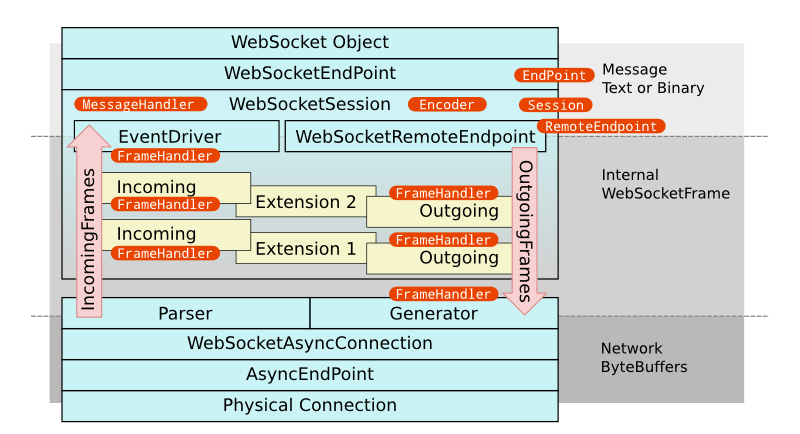 WebSocket Object
WebSocketEndPoint
EndPoint
Message
Text or Binary
MessageHandler
WebSocketSession
Encoder
Session
RemoteEndpoint
EventDriver
WebSocketRemoteEndpoint
FrameHandler
Internal
WebSocketFrame
IncomingFrames
OutgoingFrames
Incoming
FrameHandler
Extension 2
FrameHandler
Outgoing
Incoming
FrameHandler
Extension 1
FrameHandler
Outgoing
FrameHandler
Parser
Generator
WebSocketAsyncConnection
Network
ByteBuffers
AsyncEndPoint
Physical Connection